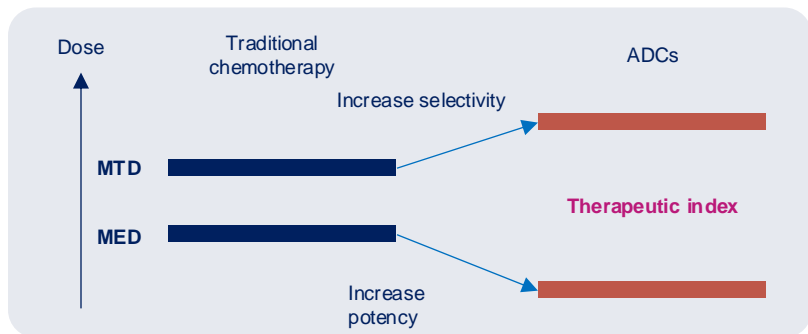 Dose
Traditional
chemotherapy
ADCs
Increase selectivity
MTD
Therapeutic index
MED
Increase
potency